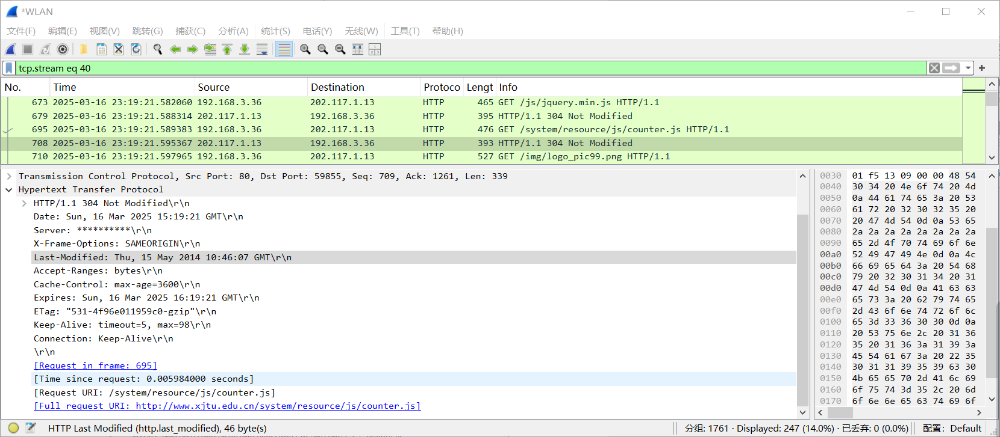 *WLAN
文件(F) 编辑(E) 视图(V) 跳转(G) 捕获(C) 分析(A) 统计(S) 电话(Y) 无线(W) 工具(T) 帮助(H)
tcp.stream eq 40
No. Time Source Destination Protoco Lengt Info
673 2025-03-16 23:19:21.582060 192.168.3.36 202.117.1.13 HTTP 465 GET /js/jquery.min.js HTTP/1.1
679 2025-03-16 23:19:21.588314 202.117.1.13 192.168.3.36 HTTP 395 HTTP/1.1 304 Not Modified
695 2025-03-16 23:19:21.589383 192.168.3.36 202.117.1.13 HTTP 476 GET /system/resource/js/counter.js HTTP/1.1
708 2025-03-16 23:19:21.595367 202.117.1.13 192.168.3.36 HTTP 393 HTTP/1.1 304 Not Modified
710 2025-03-16 23:19:21.597965 192.168.3.36 202.117.1.13 HTTP 527 GET /img/logo_pic99.png HTTP/1.1
Transmission Control Protocol, Src Port: 80, Dst Port: 59855, Seq: 709, Ack: 1261, Len: 339
Hypertext Transfer Protocol
HTTP/1.1 304 Not Modified\r\n
Date: Sun, 16 Mar 2025 15:19:21 GMT\r\n
Server: **********\r\n
X-Frame-Options: SAMEORIGIN\r\n
Last-Modified: Thu, 15 May 2014 10:46:07 GMT\r\n
Accept-Ranges: bytes\r\n
Cache-Control: max-age=3600\r\n
Expires: Sun, 16 Mar 2025 16:19:21 GMT\r\n
ETag: "531-4f96e011959c0-gzip"\r\n
Keep-Alive: timeout=5, max=98\r\n
Connection: Keep-Alive\r\n
\r\n
[Request in frame: 695]
[Time since request: 0.005984000 seconds]
[Request URI: /system/resource/js/counter.js]
[Full request URI: http://www.xjtu.edu.cn/system/resource/js/counter.js]
0030 01 f5 13 09 00 00 48 54
0040 30 34 20 4e 6f 74 20 4d
0050 0a 44 61 74 65 3a 20 53
0060 61 72 20 32 30 32 35 20
0070 20 47 4d 54 0d 0a 53 65
0080 2a 2a 2a 2a 2a 2a 2a 2a
0090 65 2d 4f 70 74 69 6f 6e
00a0 52 49 47 49 4e 0d 0a 4c
00b0 66 69 65 64 3a 20 54 68
00c0 79 20 32 30 31 34 20 31
00d0 47 4d 54 0d 0a 41 63 63
00e0 65 73 3a 20 62 79 74 65
00f0 2d 43 6f 6e 74 72 6f 6c
0100 65 3d 33 36 30 30 0d 0a
0110 20 53 75 6e 2c 20 31 36
0120 35 20 31 36 3a 31 39 3a
0130 45 54 61 67 3a 20 22 35
0140 30 31 31 39 35 39 63 30
0150 4b 65 65 70 2d 41 6c 69
0160 6f 75 74 3d 35 2c 20 6d
0170 6f 6e 6e 65 63 74 69 6f
HTTP Last Modified (http.last_modified), 46 byte(s)
分组: 1761 · Displayed: 247 (14.0%) · 已丢弃: 0 (0.0%)
配置: Default